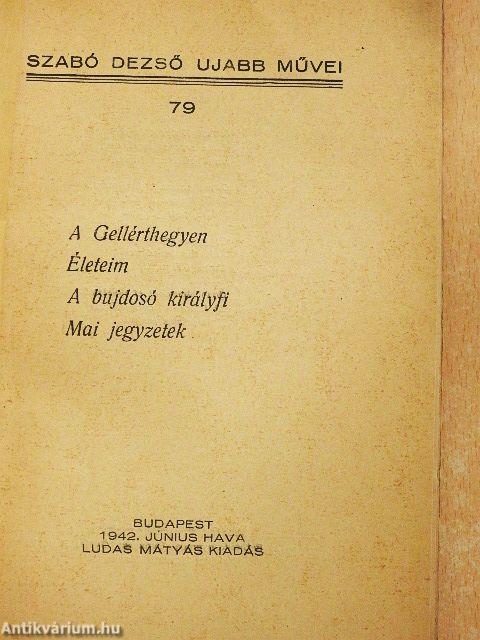 SZABÓ DEZSŐ UJABB MŰVEI
79
A Gellérthegyen
Életeim
A bujdosó királyfi
Mai jegyzetek
BUDAPEST
1942. JÚNIUS HAVA
LUDAS MÁTYÁS KIADÁS
Antikvárium.hu